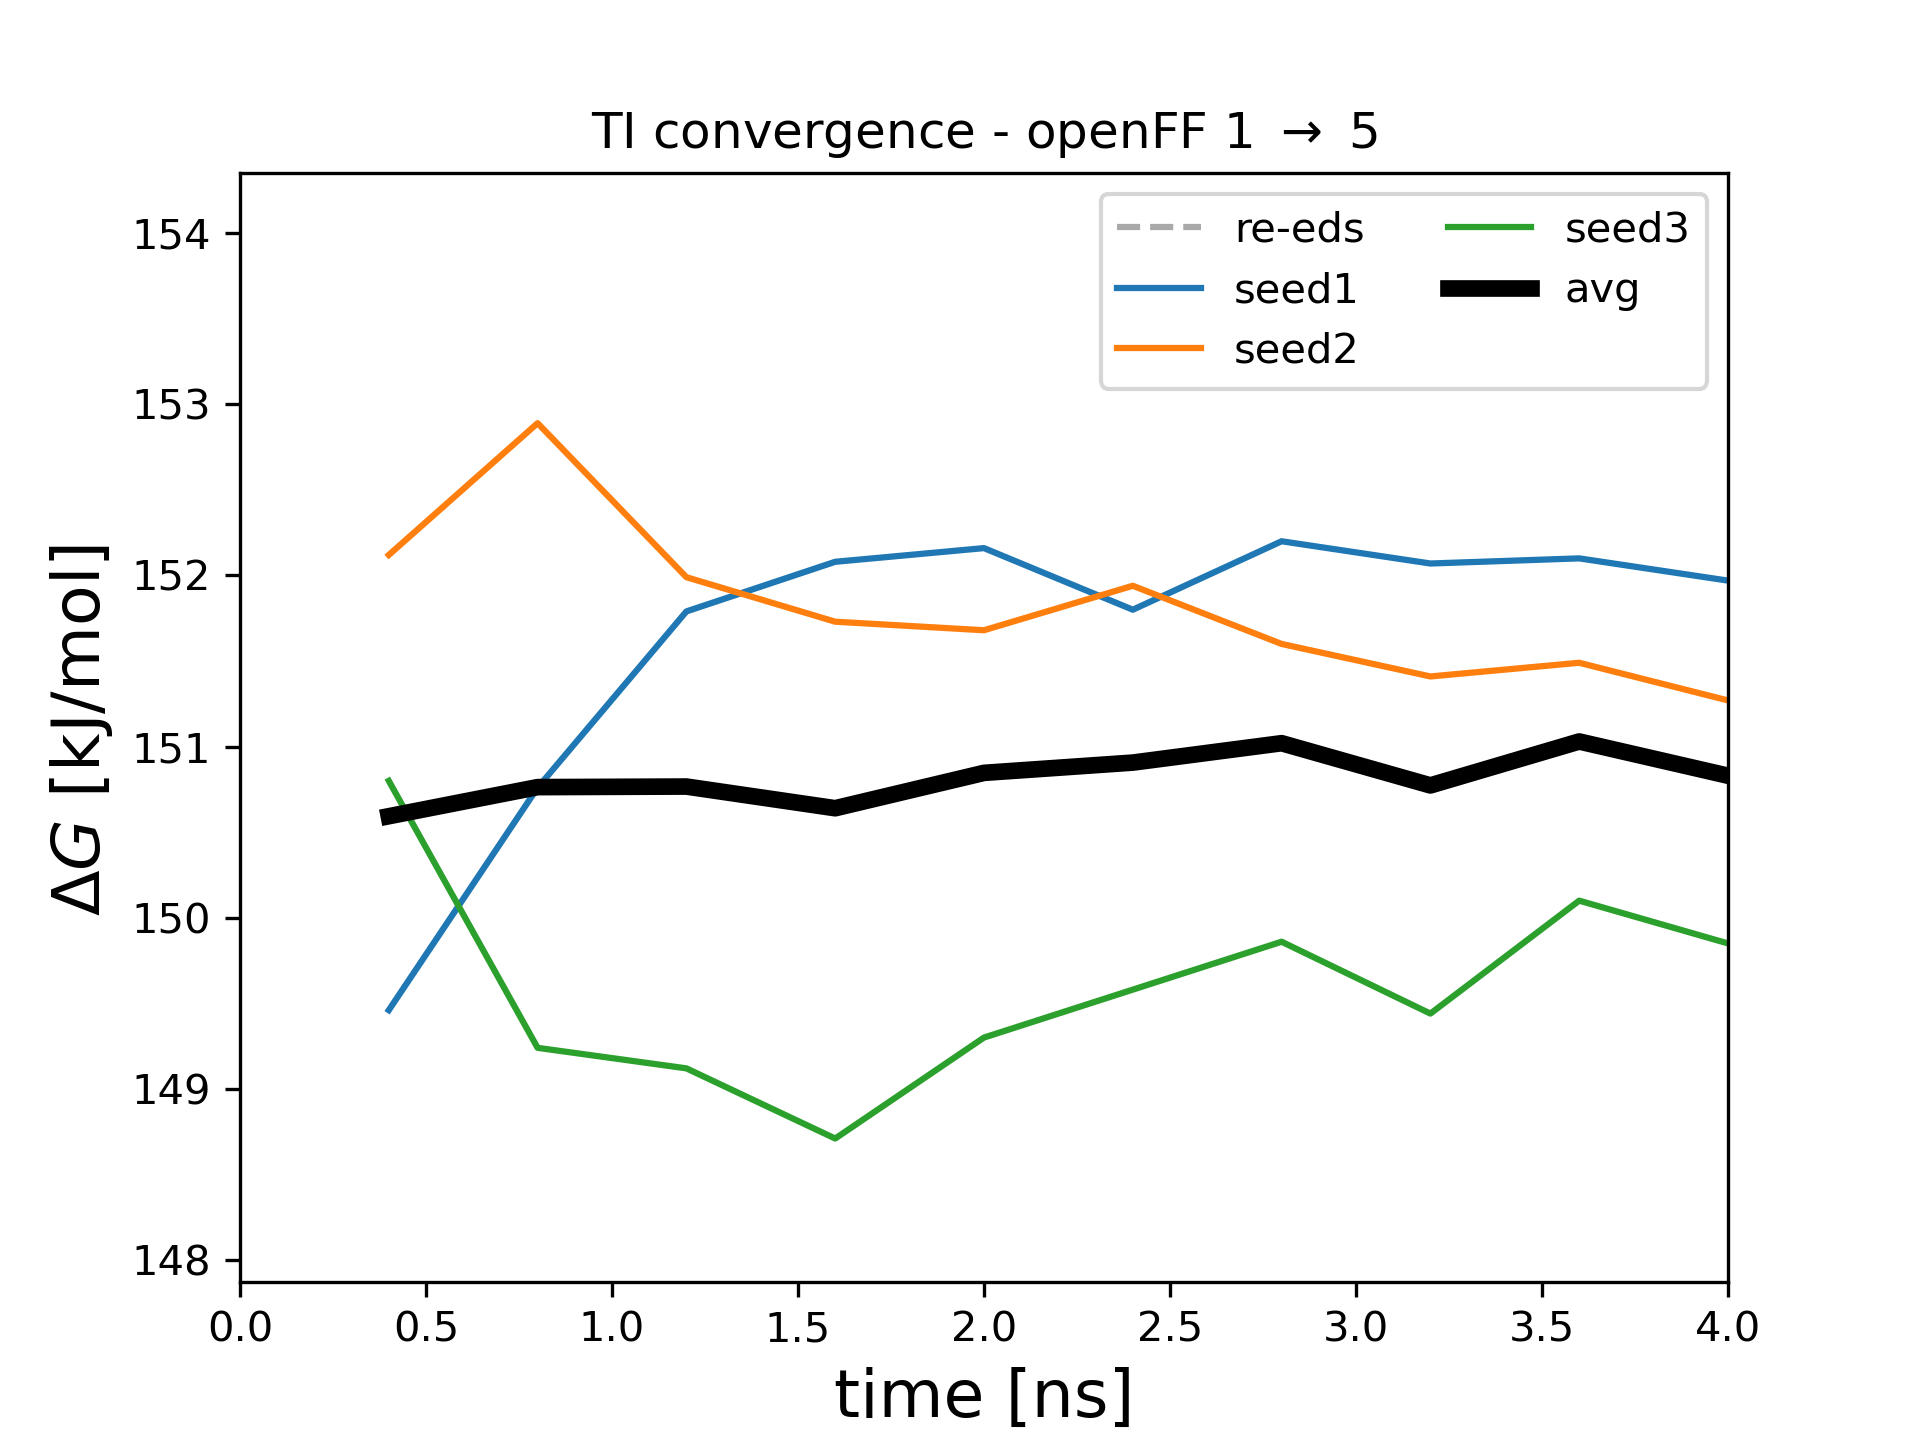 TI convergence - openFF 1 → 5
re-eds
seed1
seed2
seed3
avg
ΔG [kJ/mol]
154
153
152
151
150
149
148
0.0 0.5 1.0 1.5 2.0 2.5 3.0 3.5 4.0
time [ns]